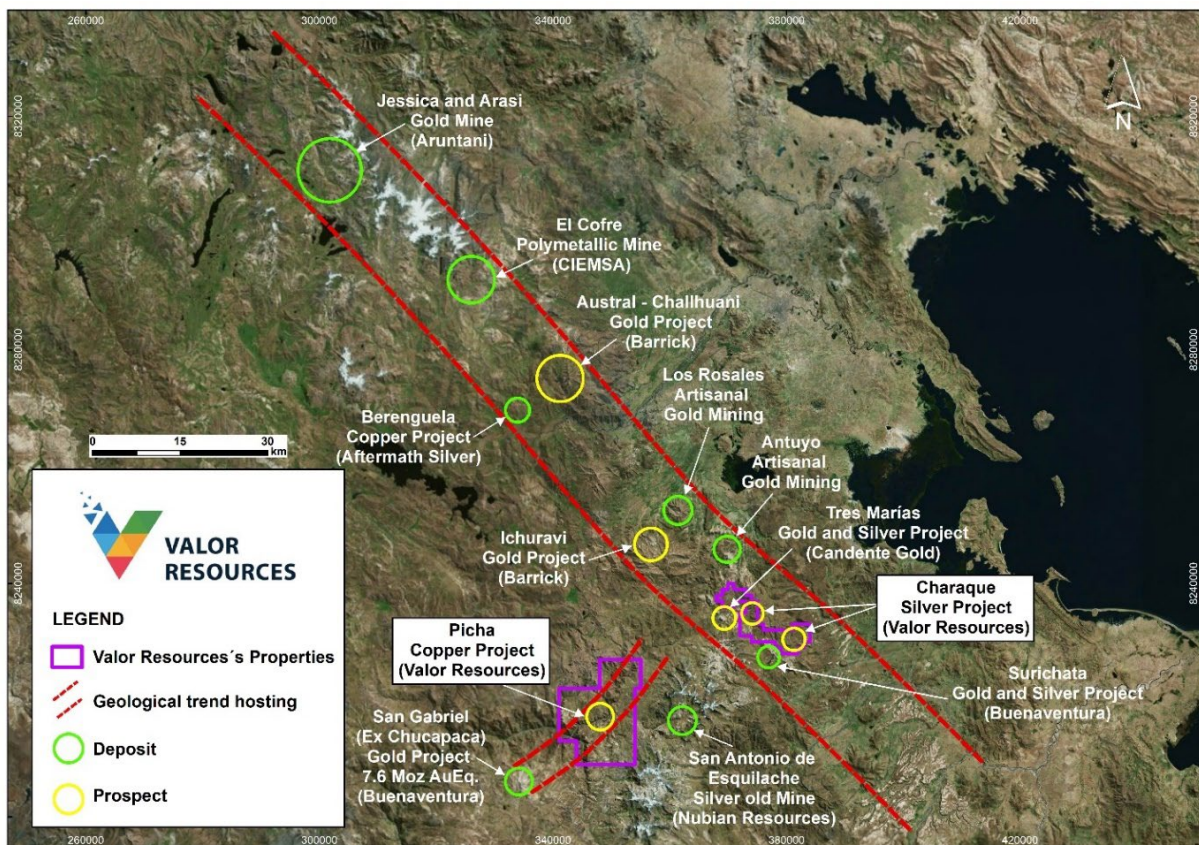 260000
300000
340000
380000
420000
8320000
8320000
N
Jessica and Arasi
Gold Mine
(Aruntani)
El Cofre
Polymetallic Mine
(CIEMSA)
Austral - Challhuani
Gold Project
(Barrick)
8280000
8280000
Los Rosales
Artisanal
Gold Mining
Berenguela
Copper Project
(Aftermath Silver)
0 15 30
km
Antuyo
Artisanal
Gold Mining
Tres Marías
Gold and Silver Project
(Candente Gold)
Ichuravi
Gold Project
(Barrick)
VALOR
RESOURCES
8240000
8240000
Charaque
Silver Project
(Valor Resources)
LEGEND
Valor Resources´s Properties
Geological trend hosting
Deposit
Prospect
Picha
Copper Project
(Valor Resources)
Surichata
Gold and Silver Project
(Buenaventura)
San Gabriel
(Ex Chucapaca)
Gold Project
7.6 Moz AuEq.
(Buenaventura)
San Antonio de
Esquilache
Silver old Mine
(Nubian Resources)
260000
300000
340000
380000
420000